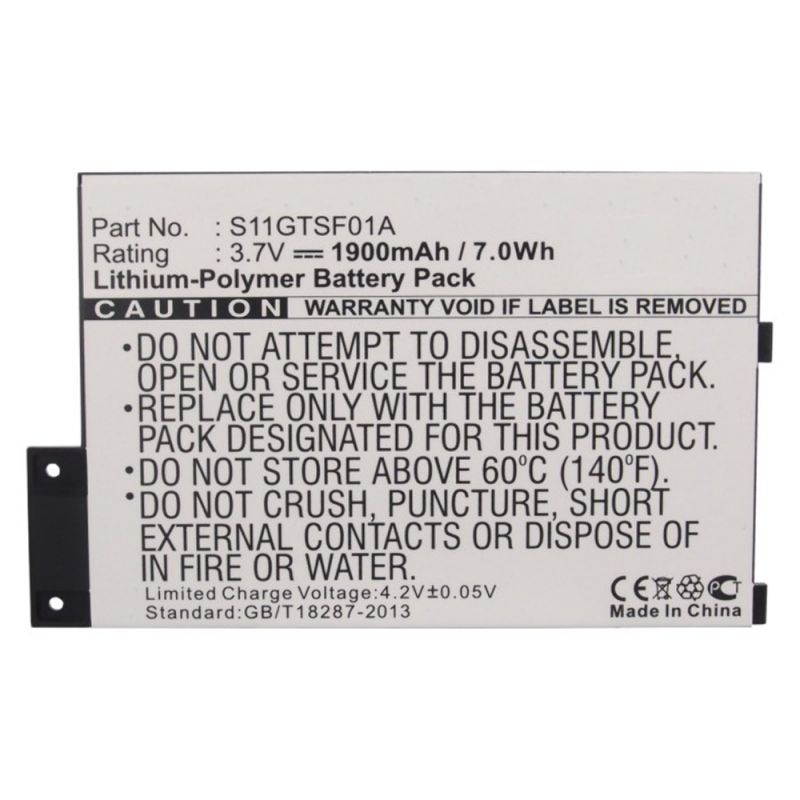 Part No. : S11GTSF01A
Rating : 3.7V 1900mAh / 7.0Wh
Lithium-Polymer Battery Pack
CAUTION WARRANTY VOID IF LABEL IS REMOVED
•DO NOT ATTEMPT TO DISASSEMBLE,
OPEN OR SERVICE THE BATTERY PACK.
•REPLACE ONLY WITH THE BATTERY
PACK DESIGNATED FOR THIS PRODUCT.
•DO NOT STORE ABOVE 60°C (140°F).
•DO NOT CRUSH, PUNCTURE, SHORT
EXTERNAL CONTACTS OR DISPOSE OF
IN FIRE OR WATER.
Limited Charge Voltage:4.2V±0.05V
Standard:GB/T18287-2013
CE PCT
Made In China